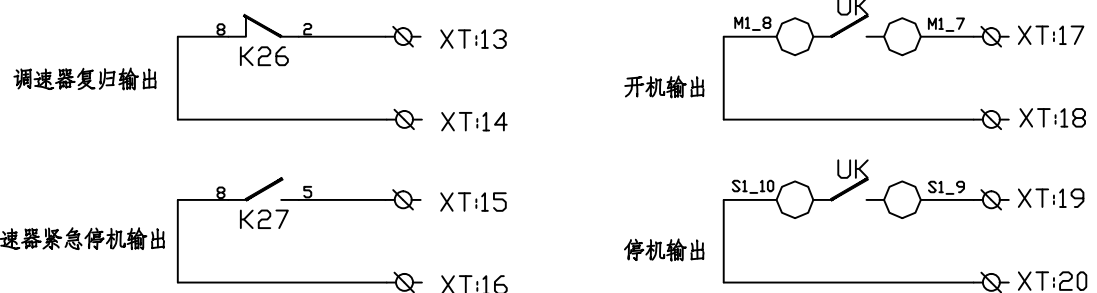 8 2 XT:13
K26
调速器复归输出
XT:14
8 5 XT:15
K27
速器紧急停机输出
XT:16
UK
M1_8 M1_7 XT:17
开机输出
XT:18
UK
S1_10 S1_9 XT:19
停机输出
XT:20